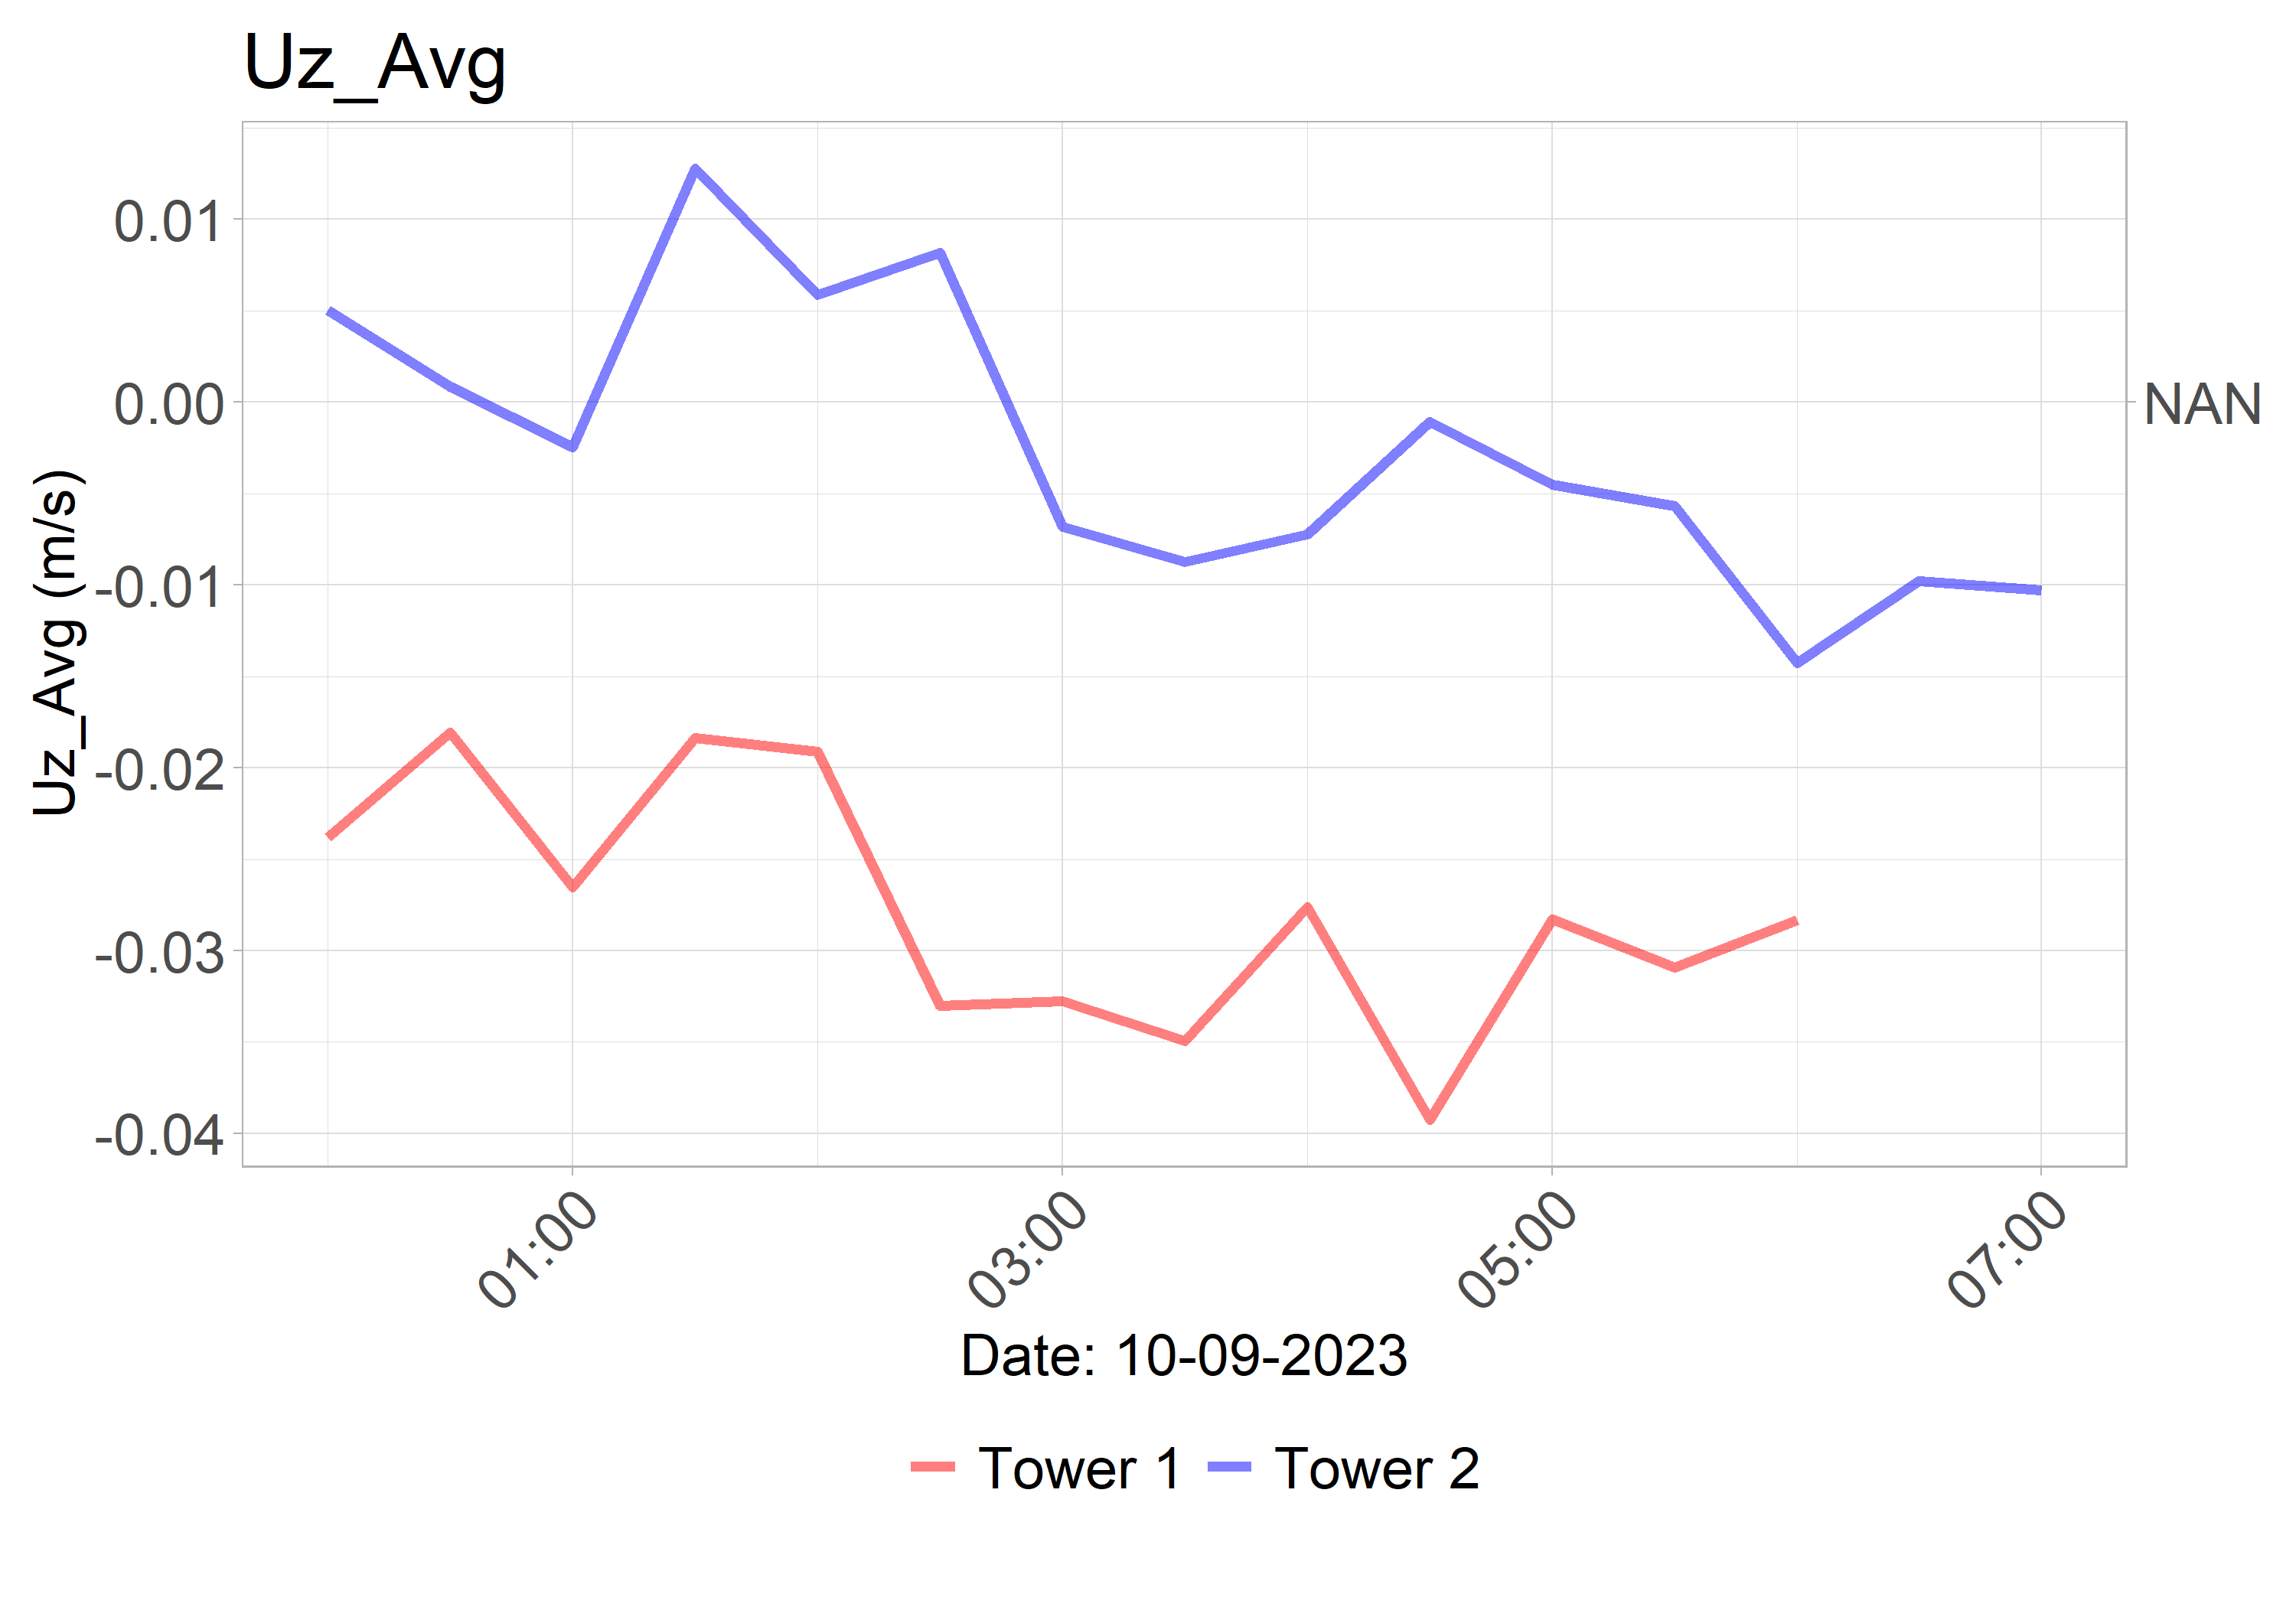 Uz_Avg
Uz_Avg (m/s)
0.01
0.00
-0.01
-0.02
-0.03
-0.04
NAN
01:00
03:00
05:00
07:00
Date: 10-09-2023
Tower 1
Tower 2